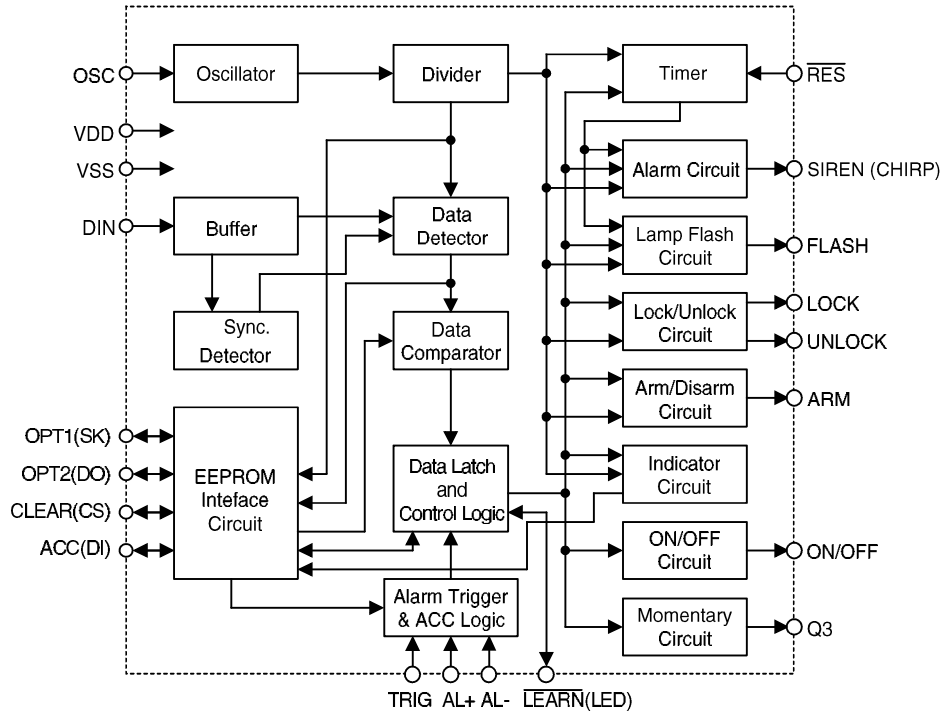 OSC
Oscillator
Divider
Timer
RES
VDD
VSS
Alarm Circuit
SIREN (CHIRP)
DIN
Buffer
Data
Detector
Lamp Flash
Circuit
FLASH
Sync.
Detector
Data
Comparator
Lock/Unlock
Circuit
LOCK
UNLOCK
Arm/Disarm
Circuit
ARM
OPT1(SK)
OPT2(DO)
CLEAR(CS)
ACC(DI)
EEPROM
Inteface
Circuit
Data Latch
and
Control Logic
Indicator
Circuit
ON/OFF
Circuit
ON/OFF
Alarm Trigger
& ACC Logic
Momentary
Circuit
Q3
TRIG AL+ AL- LEARN(LED)